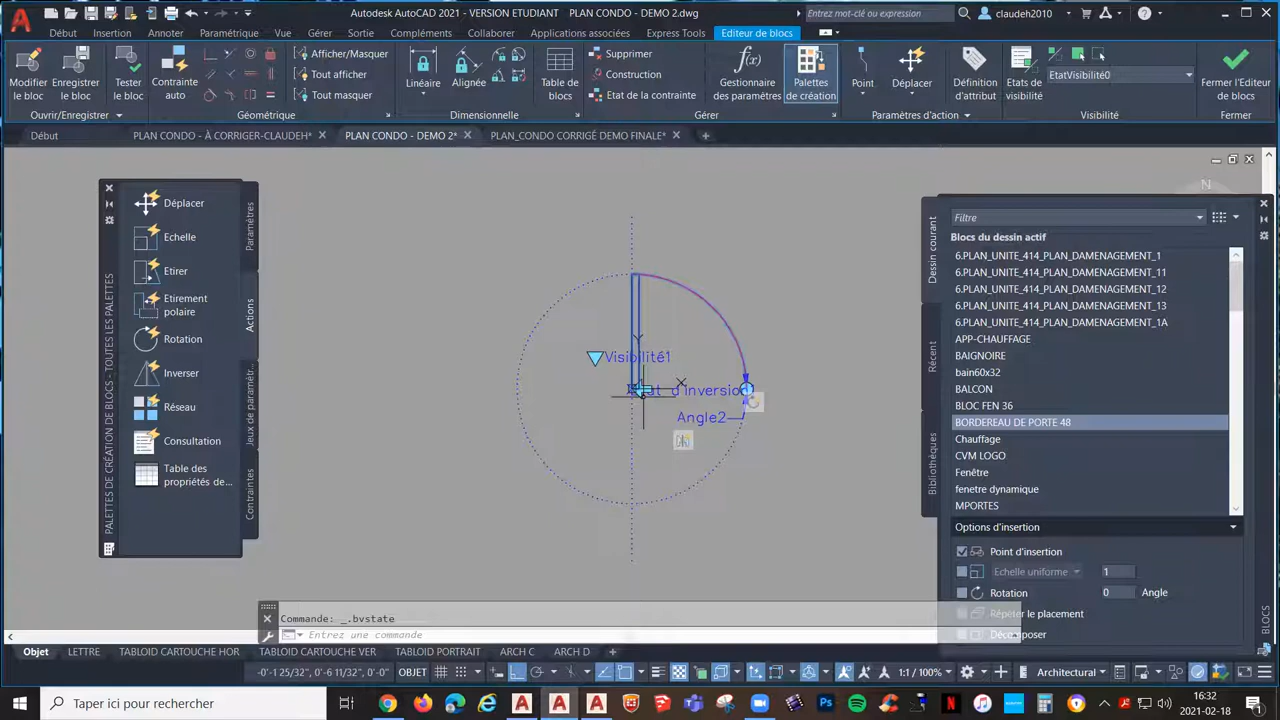 Autodesk AutoCAD 2021 - VERSION ETUDIANT PLAN CONDO - DEMO 2.dwg
Entrez mot-clé ou expression
claudeh2010
Début Insertion Annoter Paramétrique Vue Gérer Sortie Compléments Collaborer Applications associées Express Tools Editeur de blocs
Modifier le bloc
Enregistrer le bloc
Tester le bloc
Contrainte auto
Afficher/Masquer
Tout afficher
Tout masquer
Linéaire
Alignée
Table de blocs
Supprimer
Construction
Etat de la contrainte
Gestionnaire des paramètres
Palettes de création
Point
Déplacer
Définition d'attribut
Etats de visibilité
EtatVisibilité0
Fermer l'Editeur de blocs
Ouvrir/Enregistrer
Géométrique
Dimensionnelle
Gérer
Paramètres d'action
Visibilité
Fermer
Début
PLAN CONDO - À CORRIGER-CLAUDEH*
PLAN CONDO - DEMO 2*
PLAN_CONDO CORRIGÉ DEMO FINALE*
Déplacer
Echelle
Etirer
Etirement polaire
Rotation
Inverser
Réseau
Consultation
Table des propriétés de...
Paramètres
Actions
Jeux de paramétr...
Contraintes
PALETTES DE CRÉATION DE BLOCS - TOUTES LES PALETTES
Visibilité1
d'inversion
Angle2
Y
X
N
Filtre
Blocs du dessin actif
6.PLAN_UNITE_414_PLAN_DAMENAGEMENT_1
6.PLAN_UNITE_414_PLAN_DAMENAGEMENT_11
6.PLAN_UNITE_414_PLAN_DAMENAGEMENT_12
6.PLAN_UNITE_414_PLAN_DAMENAGEMENT_13
6.PLAN_UNITE_414_PLAN_DAMENAGEMENT_1A
APP-CHAUFFAGE
BAIGNOIRE
bain60x32
BALCON
BLOC FEN 36
BORDEREAU DE PORTE 48
Chauffage
CVM LOGO
Fenêtre
fenetre dynamique
MPORTES
Options d'insertion
Point d'insertion
Echelle uniforme
1
Rotation
0
Angle
Répéter le placement
Décomposer
Dessin courant
Récent
Bibliothèques
BLOCS
Commande: _.bvstate
Entrez une commande
Objet LETTRE TABLOID CARTOUCHE HOR TABLOID CARTOUCHE VER TABLOID PORTRAIT ARCH C ARCH D
-0'-1 25/32", 0'-6 11/32", 0'-0" OBJET
1:1 / 100%
Architectural
Taper ici pour rechercher
16:32
2021-02-18